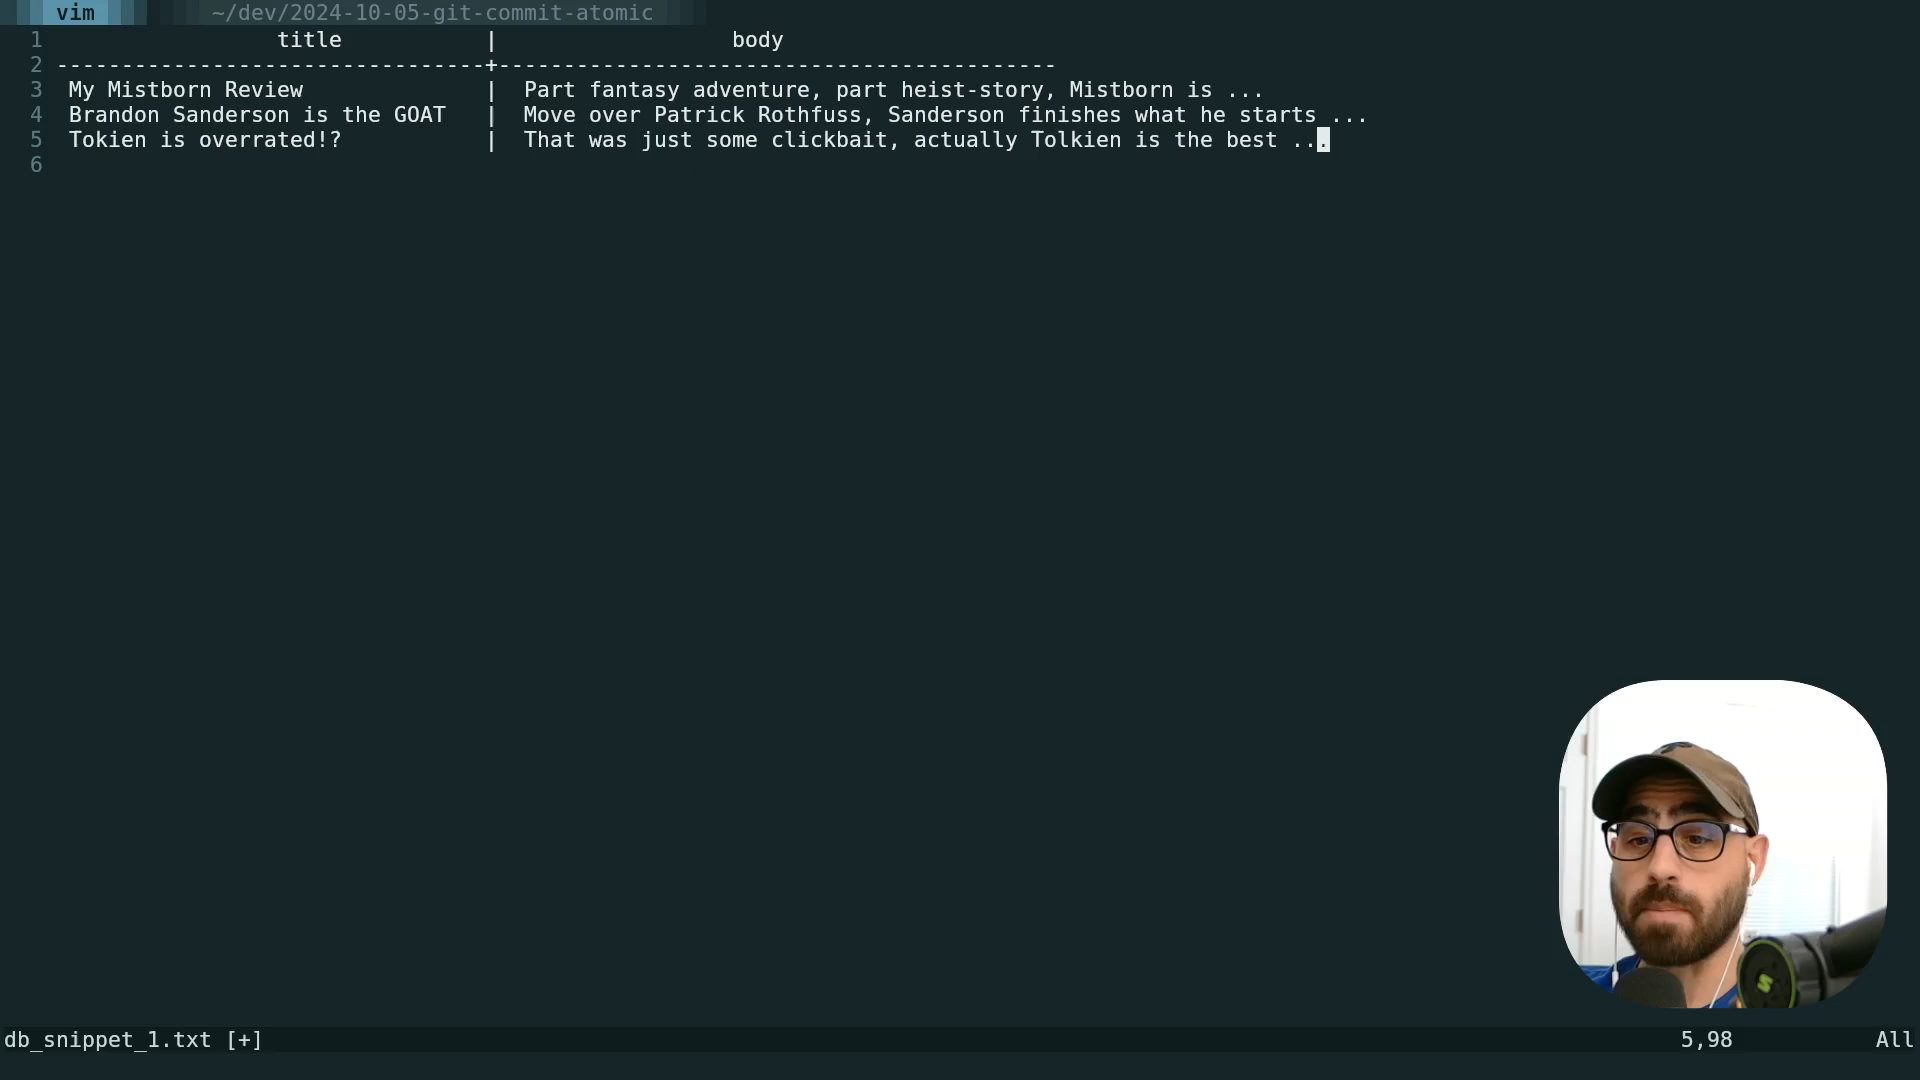 vim ~/dev/2024-10-05-git-commit-atomic
1 title | body
2 ---------------------------------+-------------------------------------------
3 My Mistborn Review | Part fantasy adventure, part heist-story, Mistborn is ...
4 Brandon Sanderson is the GOAT | Move over Patrick Rothfuss, Sanderson finishes what he starts ...
5 Tokien is overrated!? | That was just some clickbait, actually Tolkien is the best ...
6
db_snippet_1.txt [+] 5,98 All